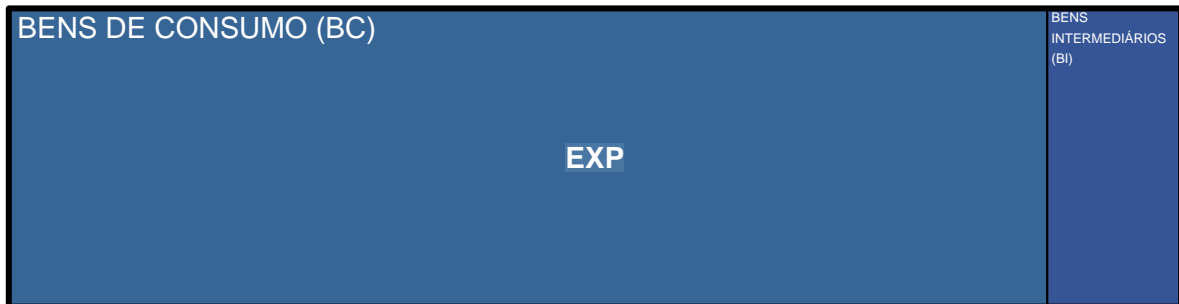 BENS DE CONSUMO (BC)
BENS
INTERMEDIÁRIOS
(BI)
EXP